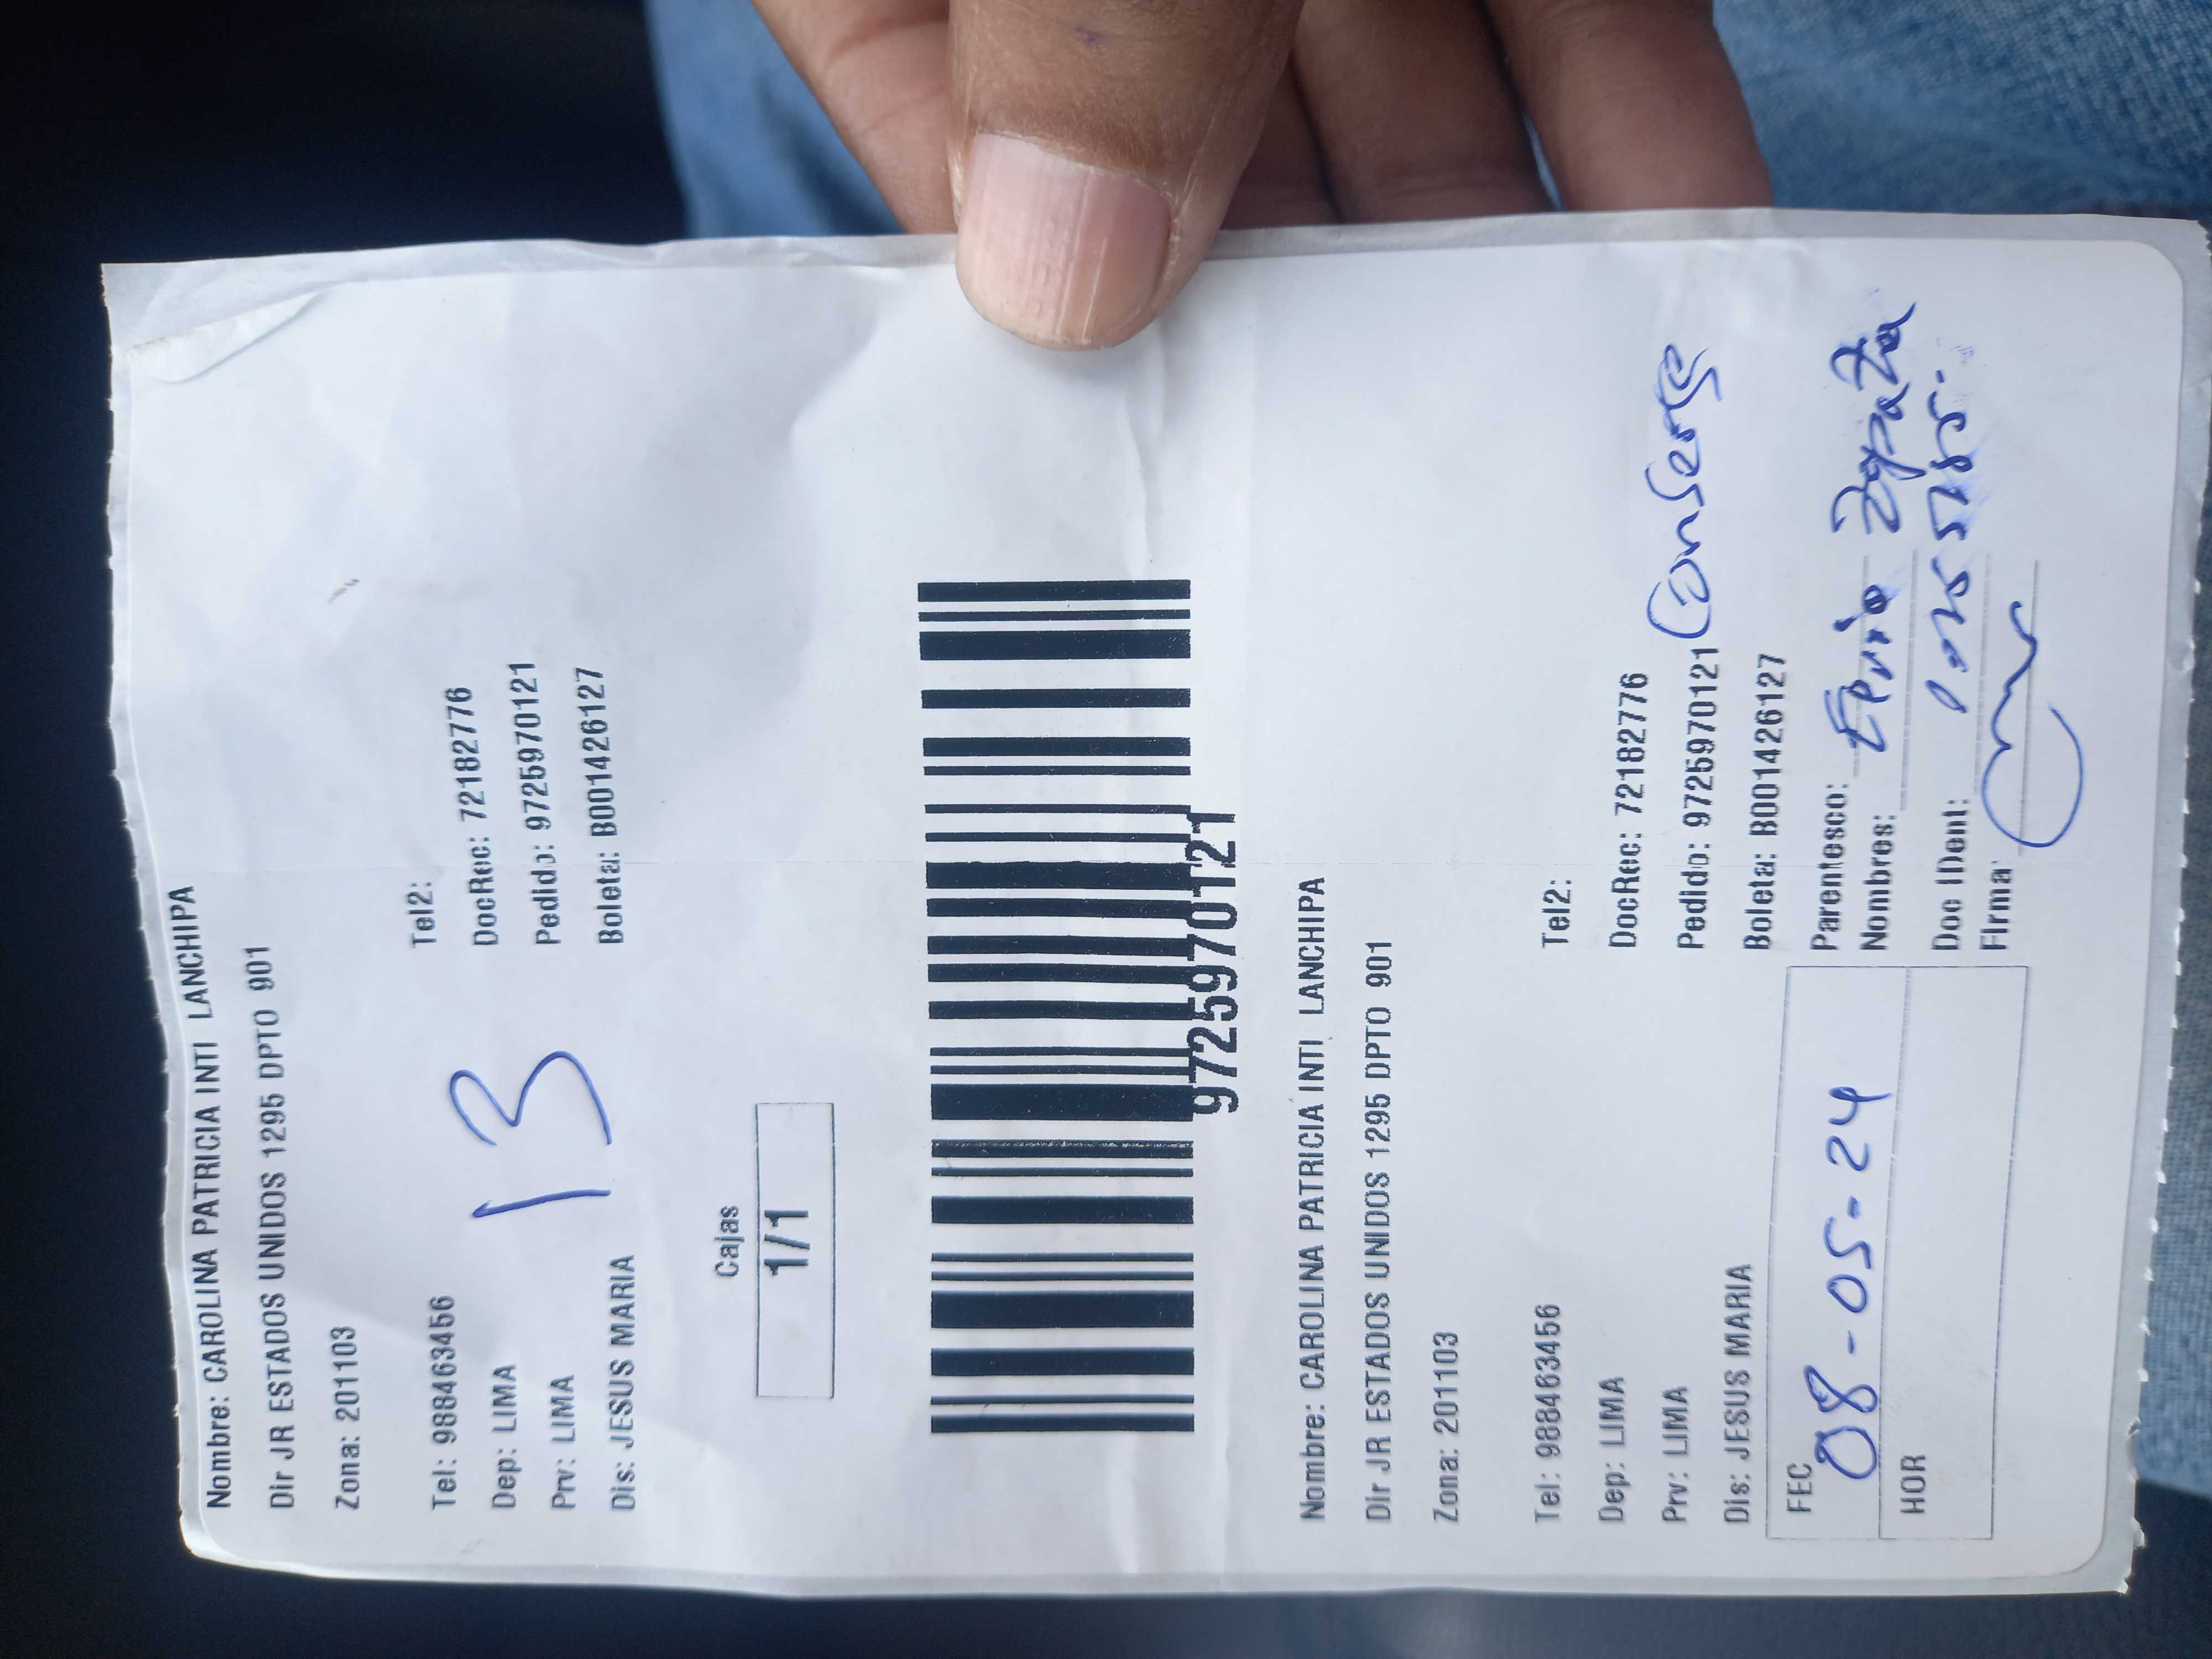 Nombre: CAROLINA PATRICIA INTI LANCHIPA
Dir JR ESTADOS UNIDOS 1295 DPTO 901
Zona: 201103
Tel: 988463456 Tel2:
Dep: LIMA DocRec: 72182776
Prv: LIMA Pedido: 9725970121
Dis: JESUS MARIA Boleta: B001426127
13
Cajas
1/1
9725970121
Nombre: CAROLINA PATRICIA INTI LANCHIPA
Dir JR ESTADOS UNIDOS 1295 DPTO 901
Zona: 201103
Tel: 988463456 Tel2:
Dep: LIMA DocRec: 72182776
Prv: LIMA Pedido: 9725970121 Conserje
Dis: JESUS MARIA Boleta: B001426127
FEC 08-05-24 Parentesco:
Nombres: Zapata
HOR Doc IDent:
Firma: